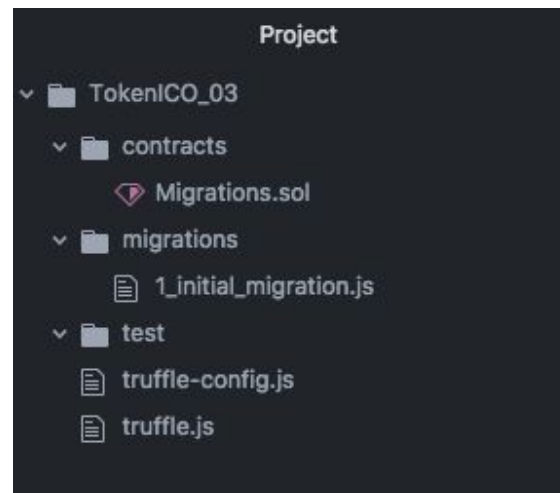 Project
TokenICO_03
contracts
Migrations.sol
migrations
1_initial_migration.js
test
truffle-config.js
truffle.js